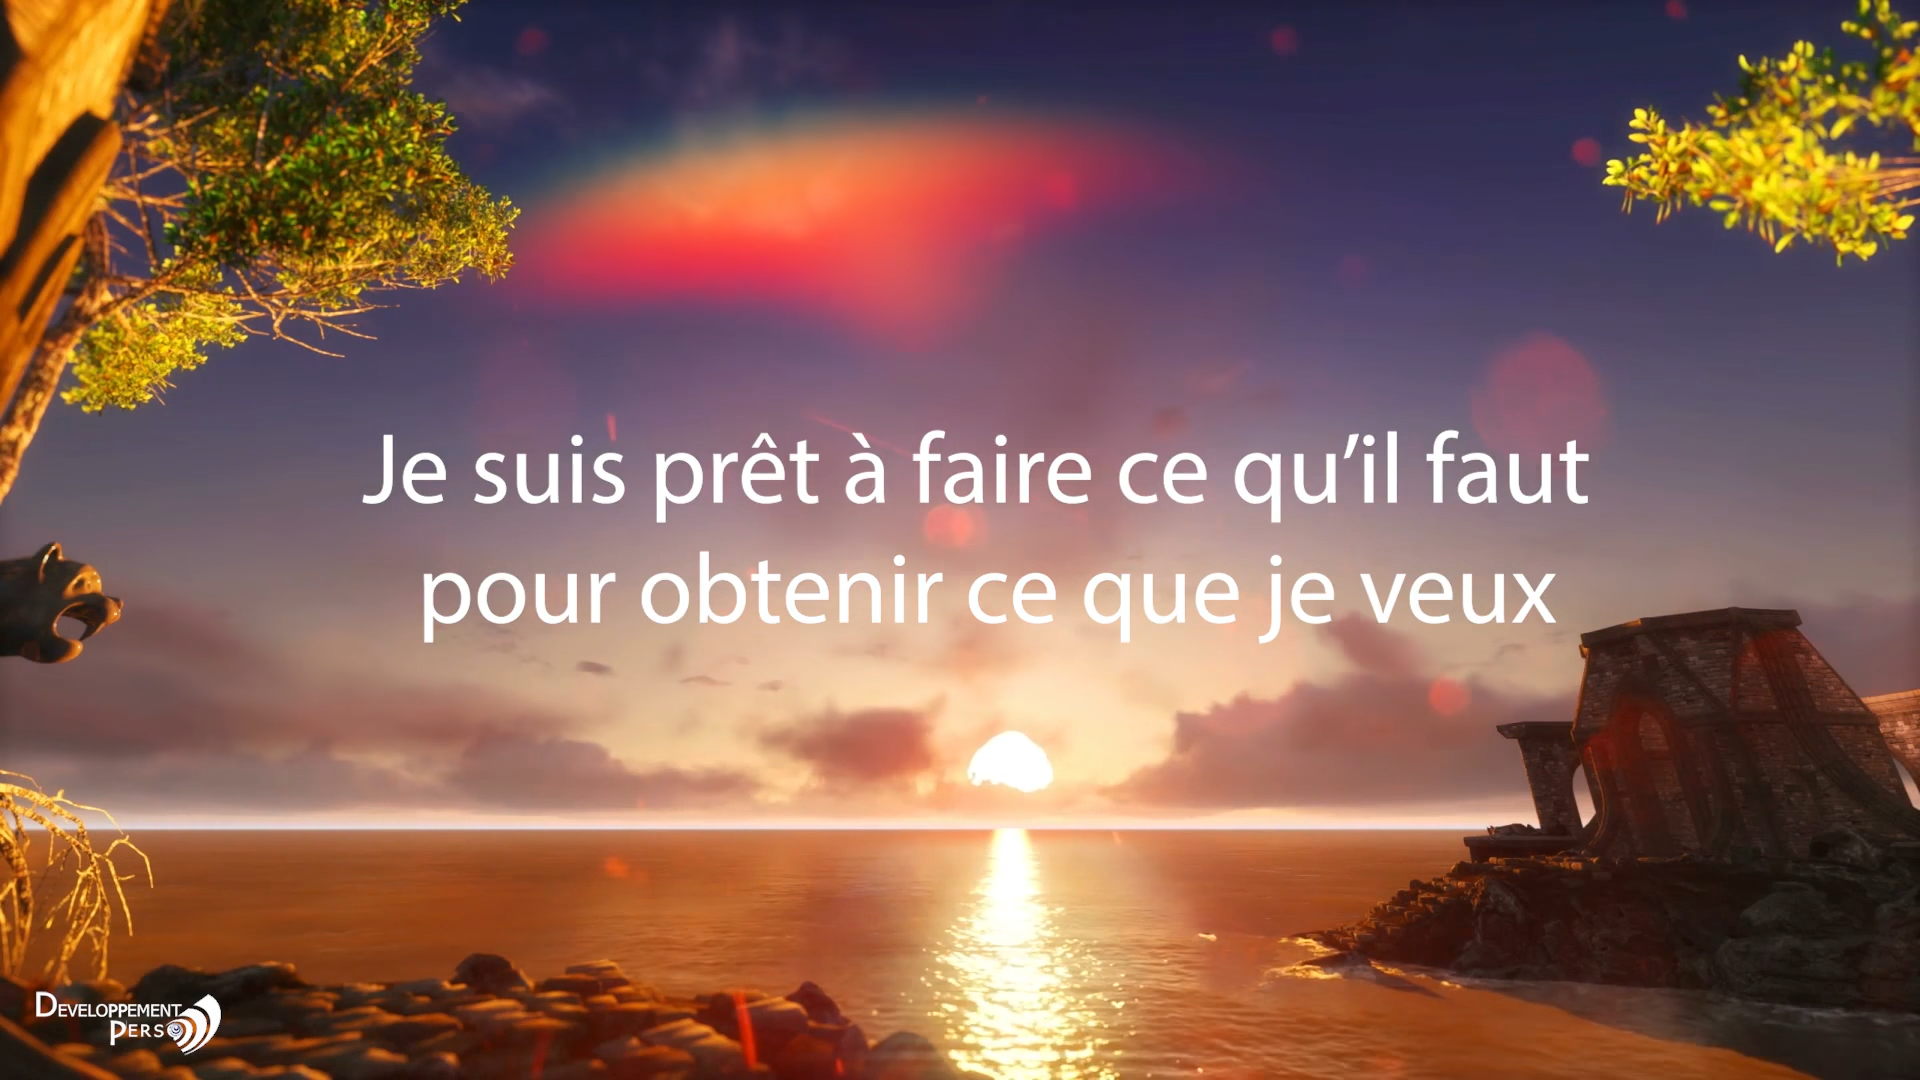 Je suis prêt à faire ce qu’il faut
pour obtenir ce que je veux
DEVELOPPEMENT
PERSO